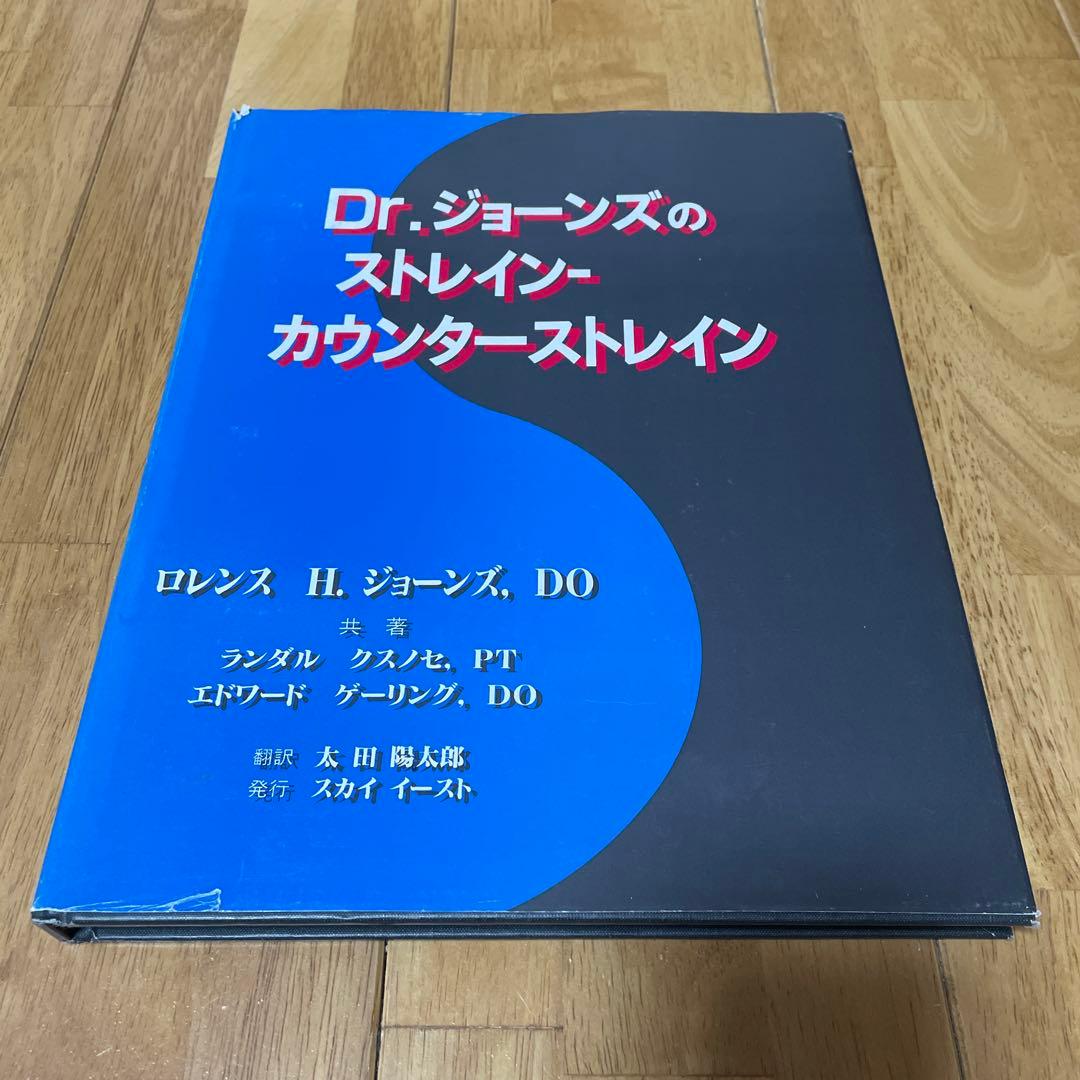 Dr.ジョーンズの
ストレイン-
カウンターストレイン
ロレンス H. ジョーンズ, DO
共 著
ランダル クスノセ, PT
エドワード ゲーリング, DO
翻訳 太 田 陽太郎
発行 スカイ イースト